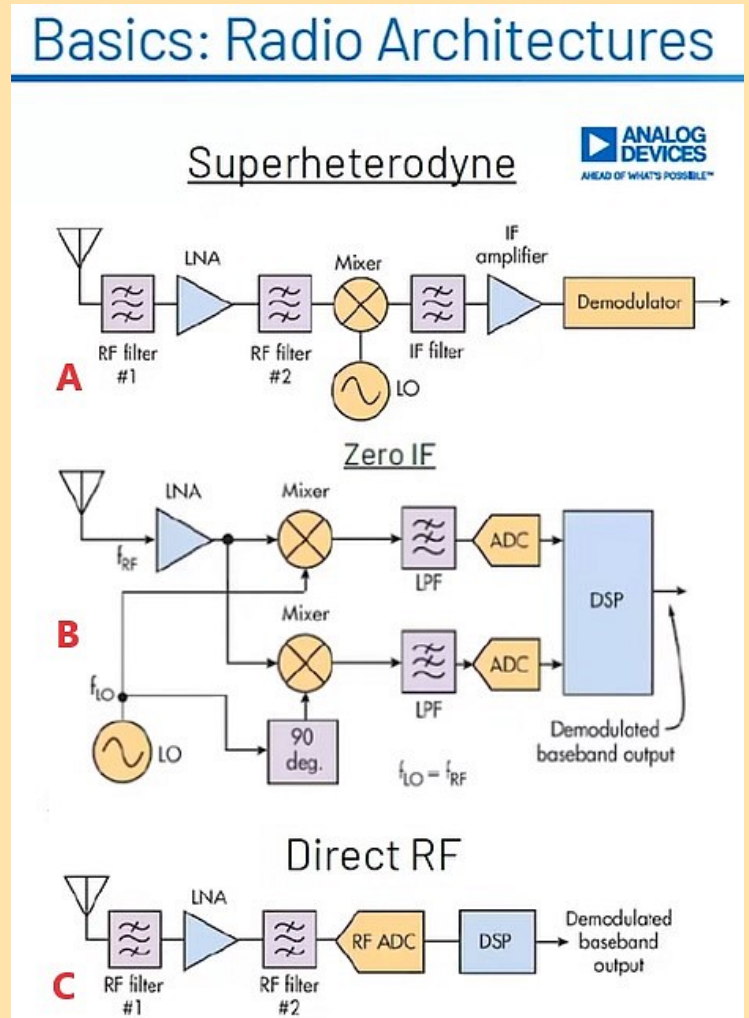 Basics: Radio Architectures
Superheterodyne
ANALOG
DEVICES
AHEAD OF WHAT'S POSSIBLE™
LNA
Mixer
IF
amplifier
Demodulator
RF filter
#1
RF filter
#2
IF filter
LO
A
Zero IF
LNA
Mixer
fRF
ADC
LPF
DSP
Mixer
B
ADC
LPF
fLO
LO
90
deg.
fLO = fRF
Demodulated
baseband output
Direct RF
LNA
RF ADC
DSP
Demodulated
baseband
output
C
RF filter
#1
RF filter
#2